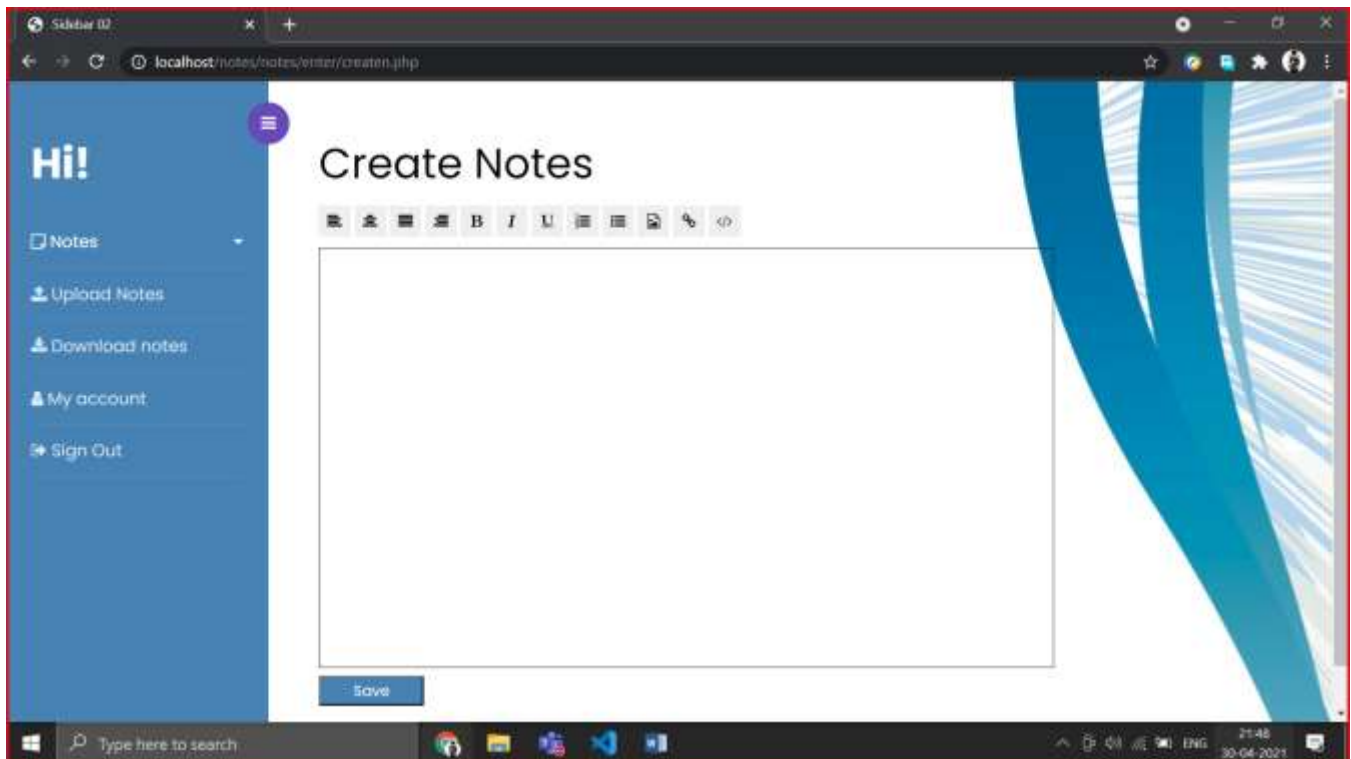 Sidebar 02
localhost/notes/notes/enter/createn.php
Hi!
Create Notes
B I U
Notes
Upload Notes
Download notes
My account
Sign Out
Save
Type here to search
ENG
21:48
30-04-2021